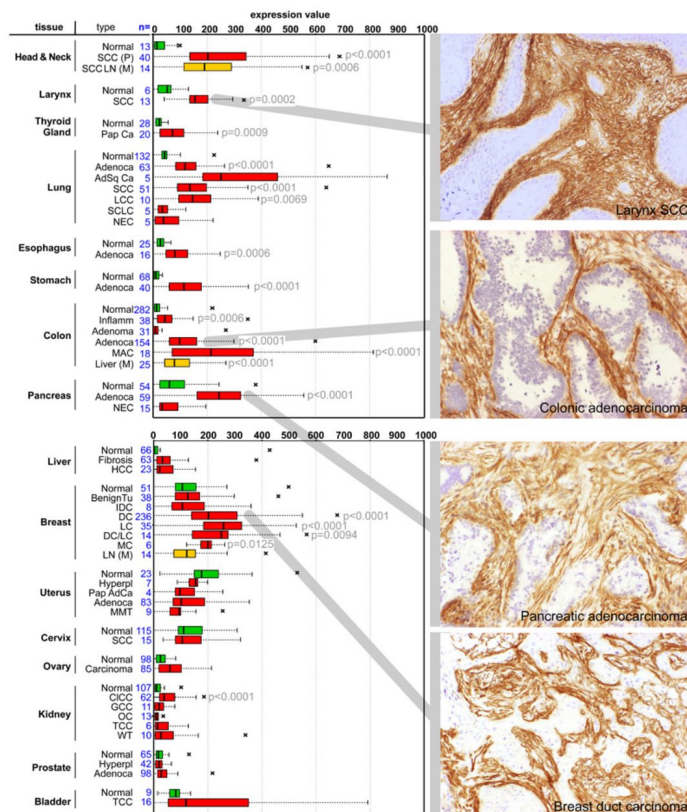 expression value
tissue type n= 0 200 400 600 800 1000
Head & Neck
Normal 13
SCC (P) 40 p<0.0001
SCC LN (M) 14 p=0.0006
Larynx
Normal 6
SCC 13 p=0.0002
Thyroid Gland
Normal 28
Pap Ca 20 p=0.0009
Lung
Normal 132
Adenoca 63 p<0.0001
AdSq Ca 5
SCC 51 p<0.0001
LCC 10 p=0.0069
SCLC 5
NEC 5
Esophagus
Normal 25
Adenoca 16 p=0.0006
Stomach
Normal 68
Adenoca 40 p<0.0001
Colon
Normal 282
Inflamm 38 p=0.0006
Adenoma 31
Adenoca 154 p<0.0001
MAC 18 p<0.0001
Liver (M) 25 p<0.0001
Pancreas
Normal 54
Adenoca 59 p<0.0001
NEC 15
0 100 200 300 400 500 600 700 800 900 1000
Liver
Normal 66
Fibrosis 63
HCC 23
Breast
Normal 51
BenignTu 38
IDC 8
DC 236 p<0.0001
LC 35 p<0.0001
DC/LC 14 p=0.0094
MC 6 p=0.0125
LN (M) 14
Uterus
Normal 23
Hyperpl 7
Pap AdCa 4
Adenoca 83
MMT 9
Cervix
Normal 115
SCC 15
Ovary
Normal 98
Carcinoma 85
Kidney
Normal 107
ClCC 62 p<0.0001
GCC 11
OC 13
TCC 6
WT 10
Prostate
Normal 65
Hyperpl 42
Adenoca 98
Bladder
Normal 9
TCC 16
Larynx SCC
Colonic adenocarcinoma
Pancreatic adenocarcinoma
Breast duct carcinoma